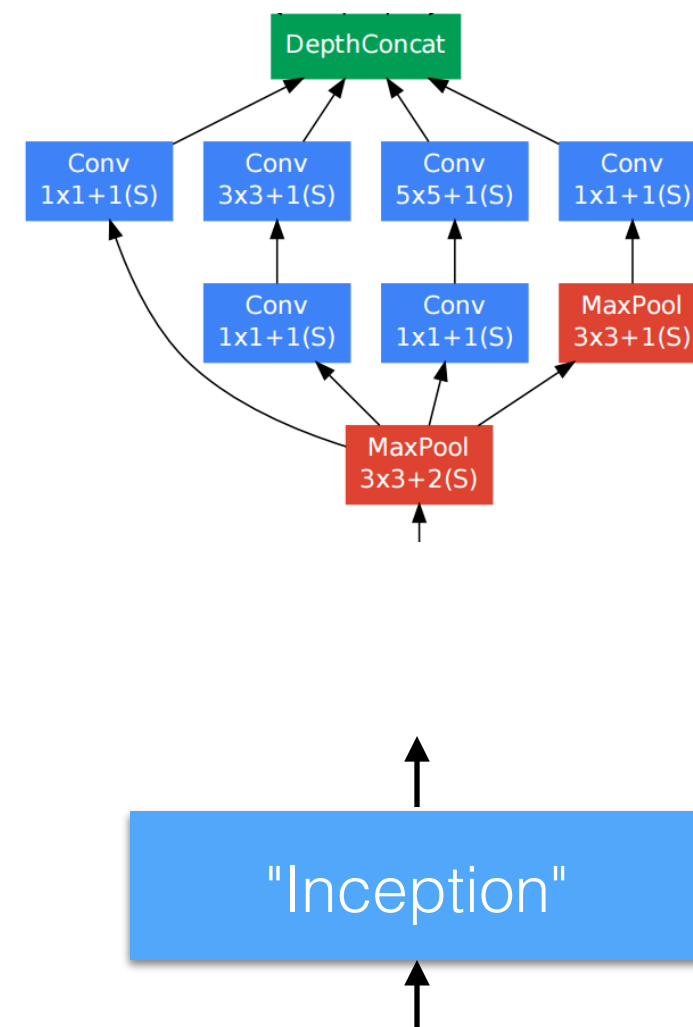 DepthConcat
Conv
1x1+1(S)
Conv
3x3+1(S)
Conv
5x5+1(S)
Conv
1x1+1(S)
Conv
1x1+1(S)
Conv
1x1+1(S)
MaxPool
3x3+1(S)
MaxPool
3x3+2(S)
"Inception"